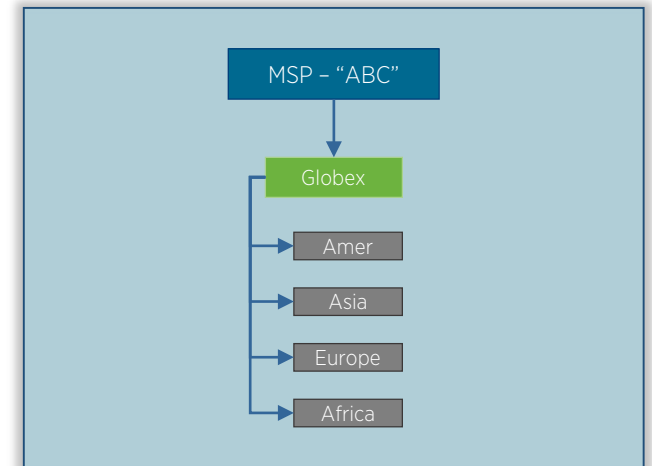 MSP – “ABC”
Globex
Amer
Asia
Europe
Africa